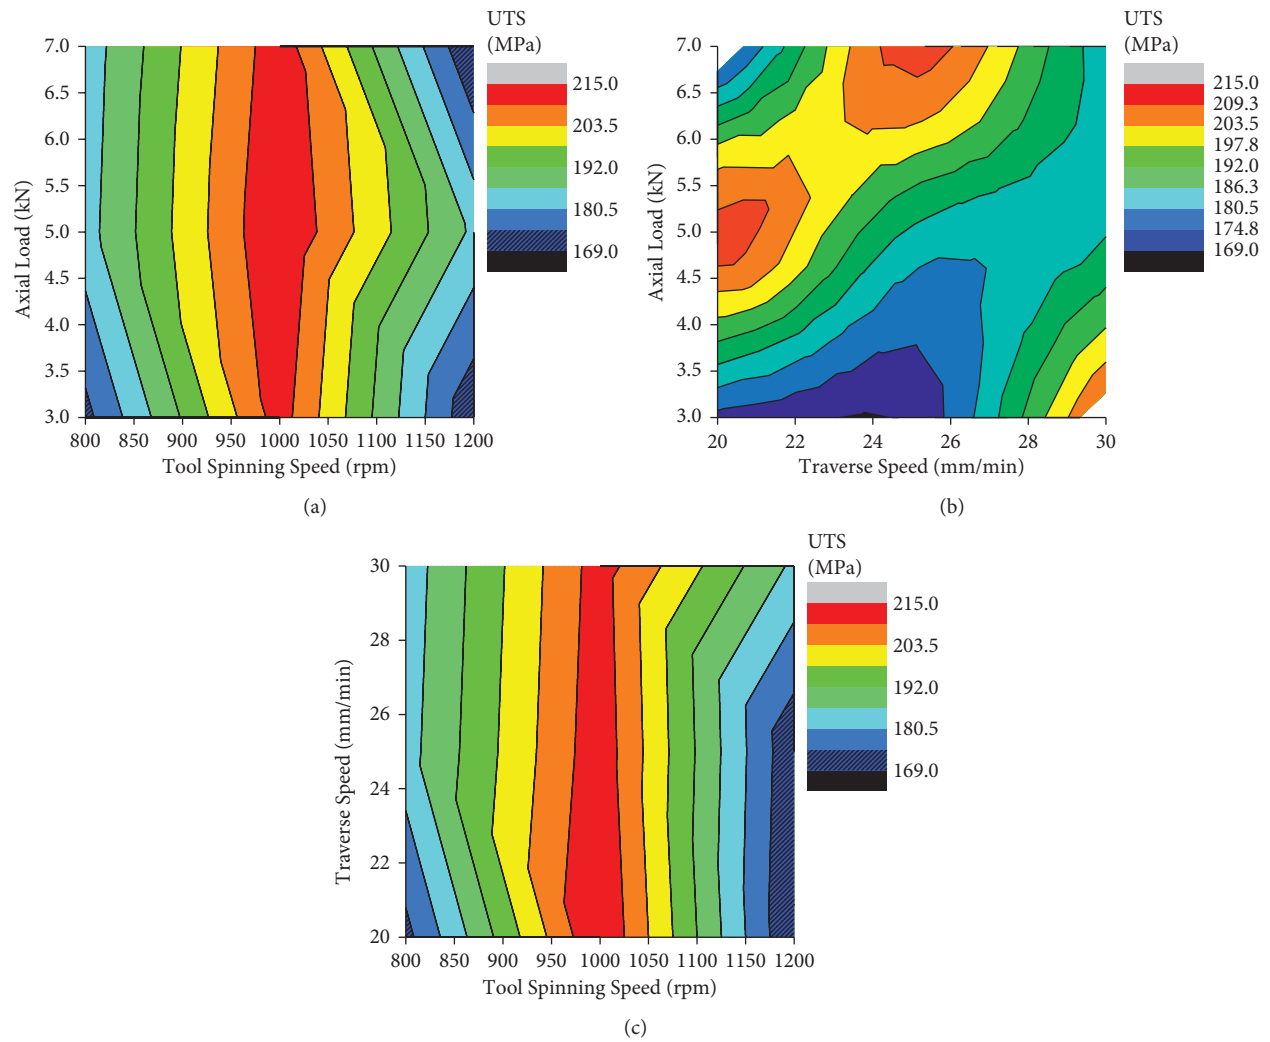 UTS
(MPa)
7.0
6.5
6.0
5.5
5.0
4.5
4.0
3.5
3.0
Axial Load (kN)
800 850 900 950 1000 1050 1100 1150 1200
Tool Spinning Speed (rpm)
215.0
203.5
192.0
180.5
169.0
(a)
UTS
(MPa)
7.0
6.5
6.0
5.5
5.0
4.5
4.0
3.5
3.0
Axial Load (kN)
20 22 24 26 28 30
Traverse Speed (mm/min)
215.0
209.3
203.5
197.8
192.0
186.3
180.5
174.8
169.0
(b)
UTS
(MPa)
30
28
26
24
22
20
Traverse Speed (mm/min)
800 850 900 950 1000 1050 1100 1150 1200
Tool Spinning Speed (rpm)
215.0
203.5
192.0
180.5
169.0
(c)